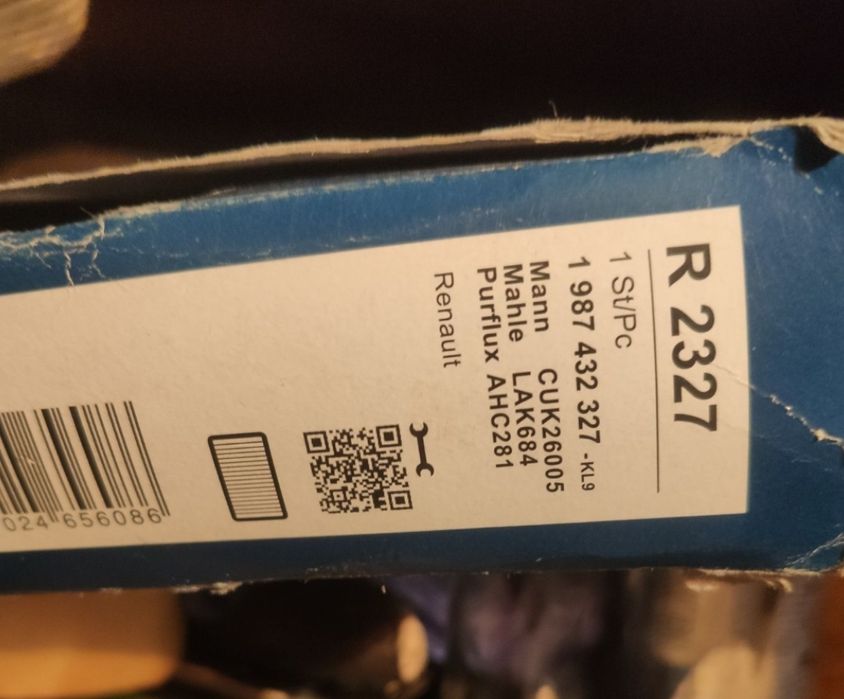 R 2327
1 St/Pc
1 987 432 327 -KL9
Mann CUK26005
Mahle LAK684
Purflux AHC281
Renault
024 656086